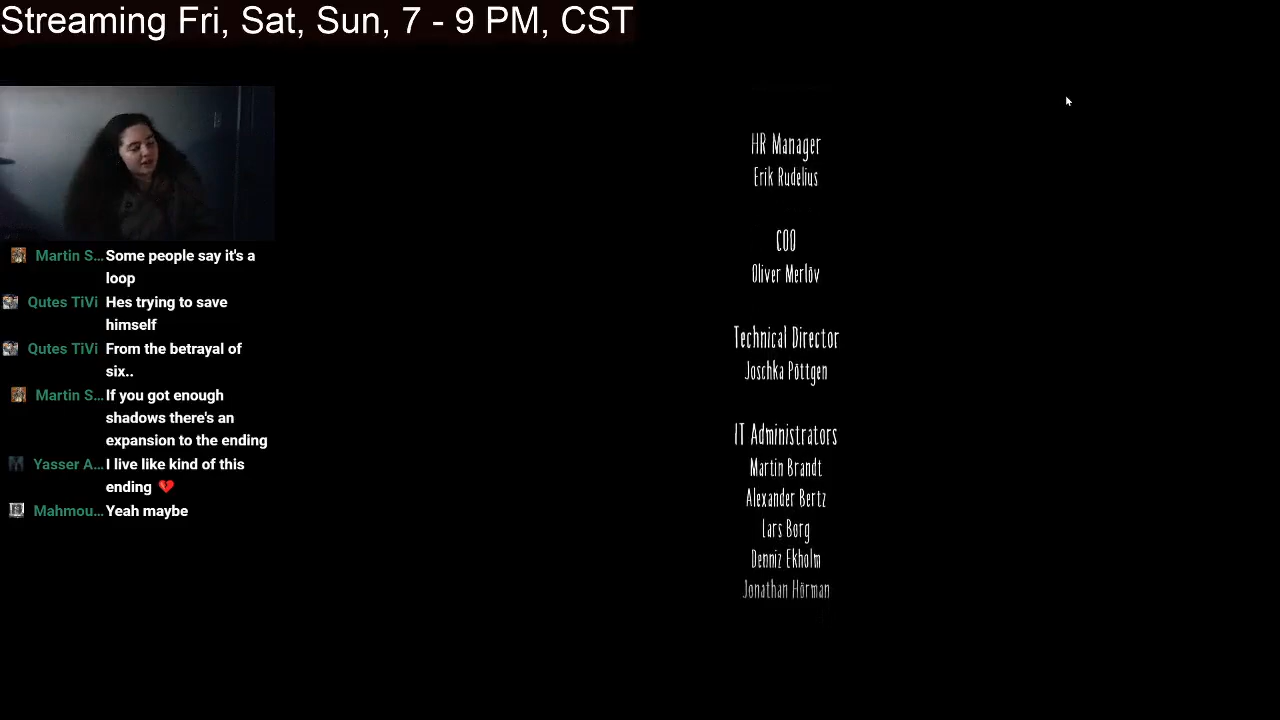 Streaming Fri, Sat, Sun, 7 - 9 PM, CST
HR Manager
Erik Rudelius
COO
Oliver Merlöv
Technical Director
Joschka Pöttgen
IT Administrators
Martin Brandt
Alexander Bertz
Lars Borg
Denniz Ekholm
Jonathan Hörman
Martin S... Some people say it's a
loop
Qutes TiVi Hes trying to save
himself
Qutes TiVi From the betrayal of
six..
Martin S... If you got enough
shadows there's an
expansion to the ending
Yasser A... I live like kind of this
ending 💔
Mahmou... Yeah maybe